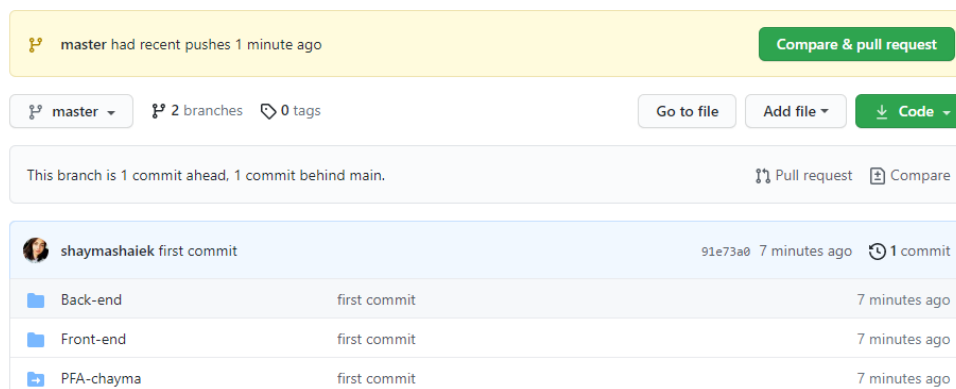 master had recent pushes 1 minute ago Compare & pull request
master 2 branches 0 tags Go to file Add file Code
This branch is 1 commit ahead, 1 commit behind main. Pull request Compare
shaymashaiek first commit 91e73a0 7 minutes ago 1 commit
Back-end first commit 7 minutes ago
Front-end first commit 7 minutes ago
PFA-chayma first commit 7 minutes ago